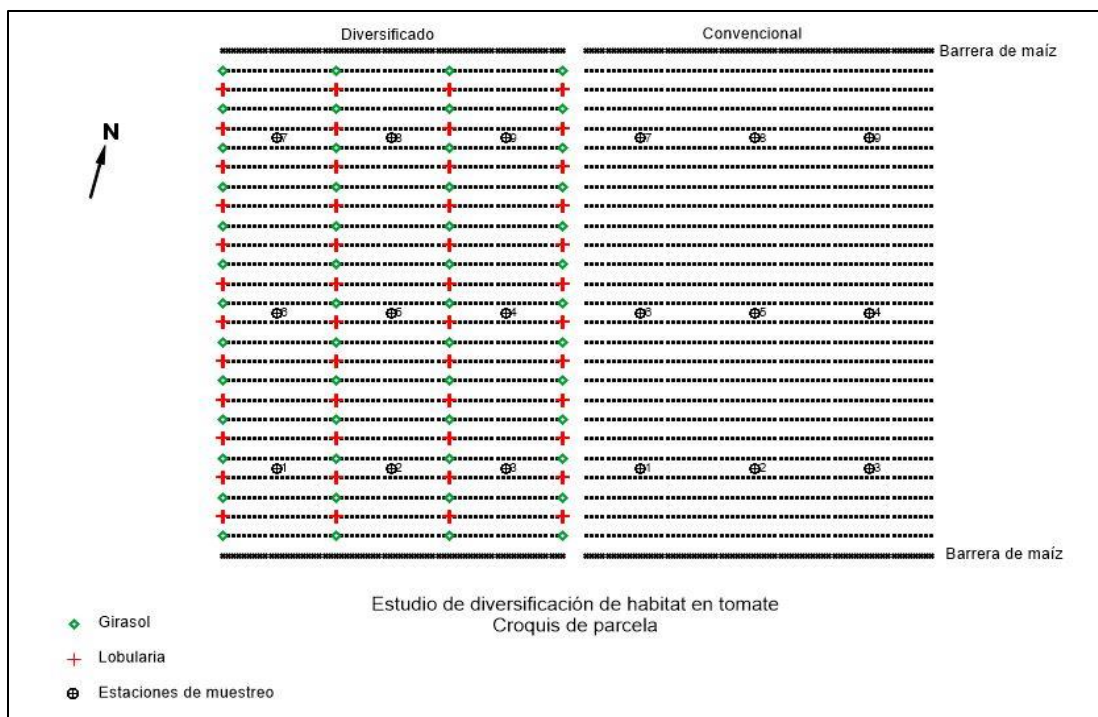 Diversificado Convencional
Barrera de maíz
N
7 8 9 7 8 9
6 5 4 6 5 4
1 2 3 1 2 3
Barrera de maíz
Estudio de diversificación de habitat en tomate
Croquis de parcela
Girasol
Lobularia
Estaciones de muestreo